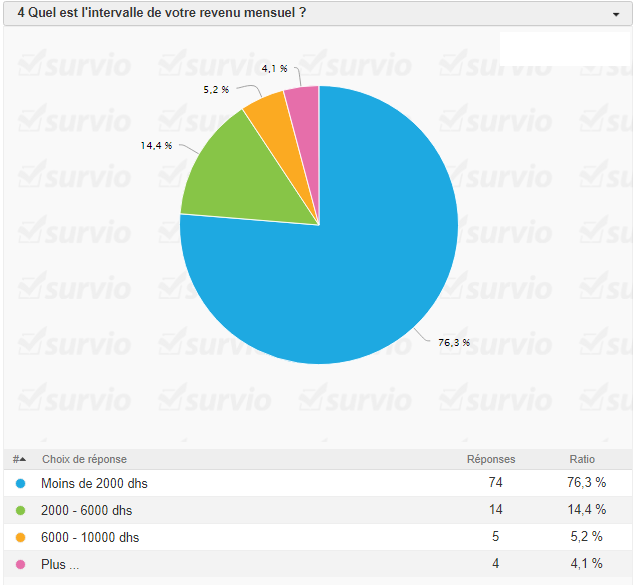 4 Quel est l'intervalle de votre revenu mensuel ?
survio
4,1 %
5,2 %
14,4 %
76,3 %
# Choix de réponse Réponses Ratio
Moins de 2000 dhs 74 76,3 %
2000 - 6000 dhs 14 14,4 %
6000 - 10000 dhs 5 5,2 %
Plus ... 4 4,1 %